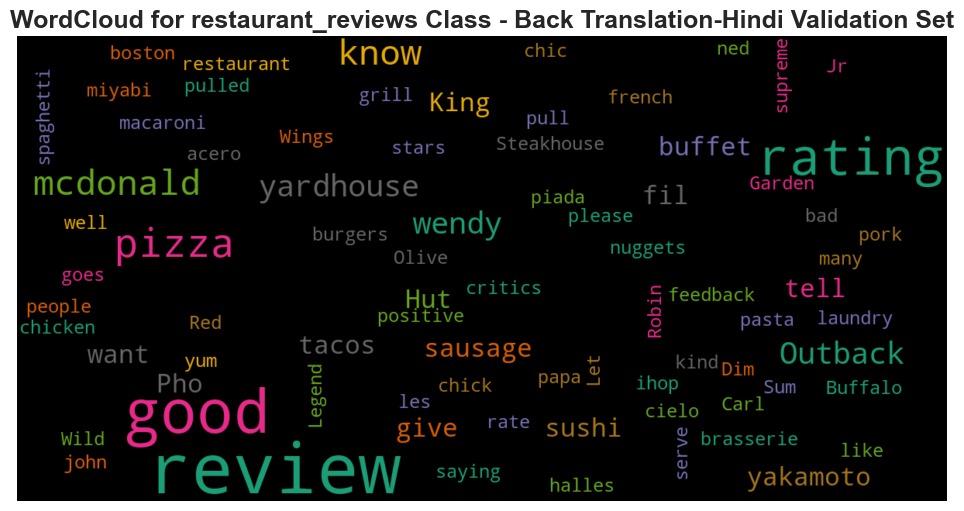 WordCloud for restaurant_reviews Class - Back Translation-Hindi Validation Set
boston
restaurant
know
chic
ned
supreme
Jr
spaghetti
miyabi
pulled
grill
King
french
macaroni
Wings
pull
stars
Steakhouse
buffet
rating
acero
mcdonald
yardhouse
piada
fil
Garden
well
pizza
burgers
wendy
please
bad
nuggets
pork
many
Olive
goes
people
chicken
Red
Hut
positive
critics
Robin
feedback
tell
pasta
laundry
want
yum
tacos
sausage
Let
kind
Dim
Outback
Pho
Legend
chick
papa
ihop
Sum
Buffalo
good
les
rate
give
sushi
cielo
Carl
Wild
john
review
saying
halles
serve
brasserie
like
yakamoto